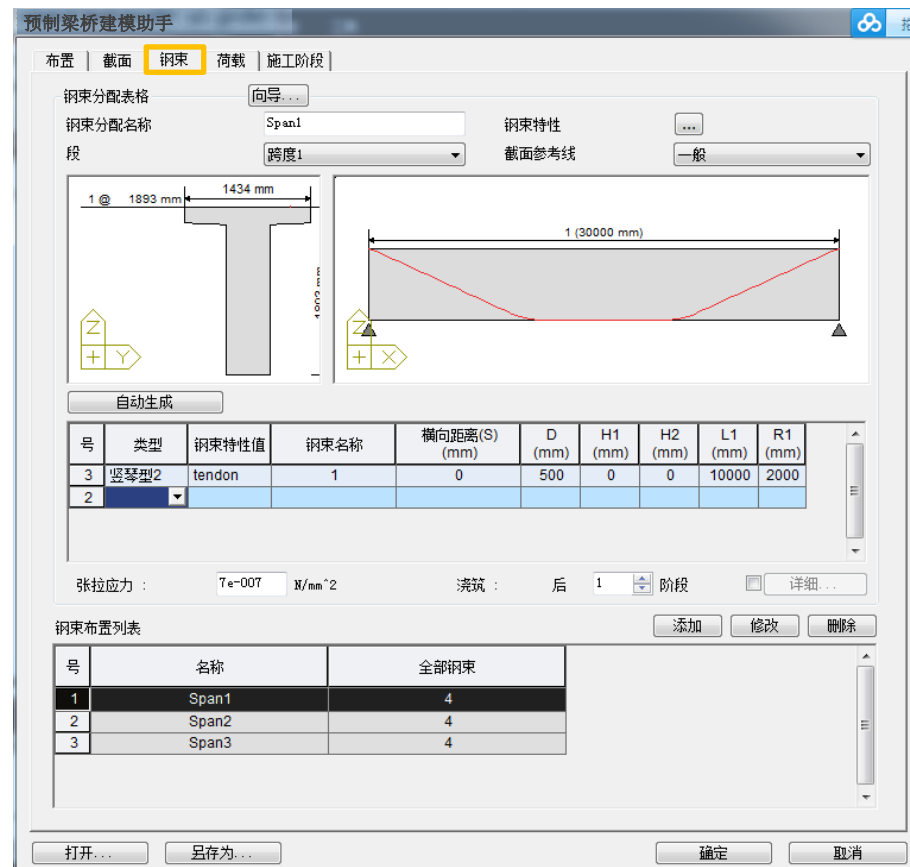 预制梁桥建模助手
布置 截面 钢束 荷载 施工阶段
钢束分配表格 向导...
钢束分配名称 Span1 钢束特性 ...
段 跨度1 截面参考线 一般
1 @ 1893 mm 1434 mm
1 (30000 mm)
Z
Y
Z
X
自动生成
号 类型 钢束特性值 钢束名称 横向距离(S) (mm) D (mm) H1 (mm) H2 (mm) L1 (mm) R1 (mm)
3 竖琴型2 tendon 1 0 500 0 0 10000 2000
2
张拉应力 : 7e-007 N/mm^2 浇筑 : 后 1 阶段 详细...
钢束布置列表 添加 修改 删除
号 名称 全部钢束
1 Span1 4
2 Span2 4
3 Span3 4
打开... 另存为... 确定 取消